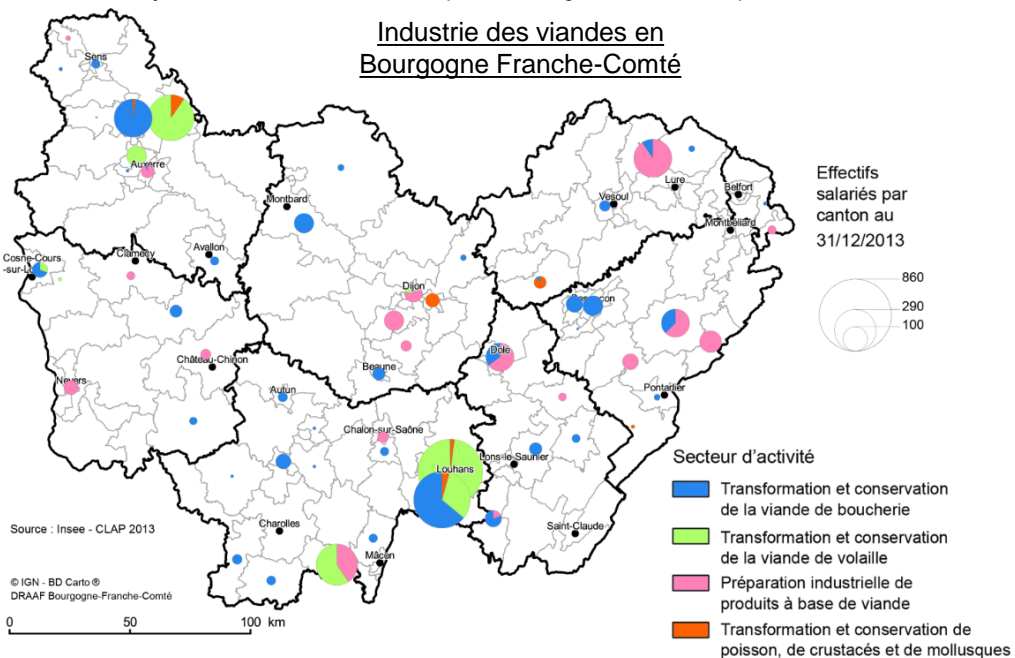 Industrie des viandes en
Bourgogne Franche-Comté
Sens
Auxerre
Montbard
Avallon
Clamecy
Cosne-Cours
Château-Chinon
Nevers
Dijon
Beaune
Autun
Chalon-sur-Saône
Louhans
Charolles
Mâcon
Vesoul
Lure
Belfort
Montbéliard
Dole
Pontarlier
Lons-le-Saunier
Saint-Claude
Effectifs
salariés par
canton au
31/12/2013
860
290
100
Secteur d'activité
Transformation et conservation
de la viande de boucherie
Transformation et conservation
de la viande de volaille
Préparation industrielle de
produits à base de viande
Transformation et conservation de
poisson, de crustacés et de mollusques
Source : Insee - CLAP 2013
© IGN - BD Carto ®
DRAAF Bourgogne-Franche-Comté
0 50 100 km